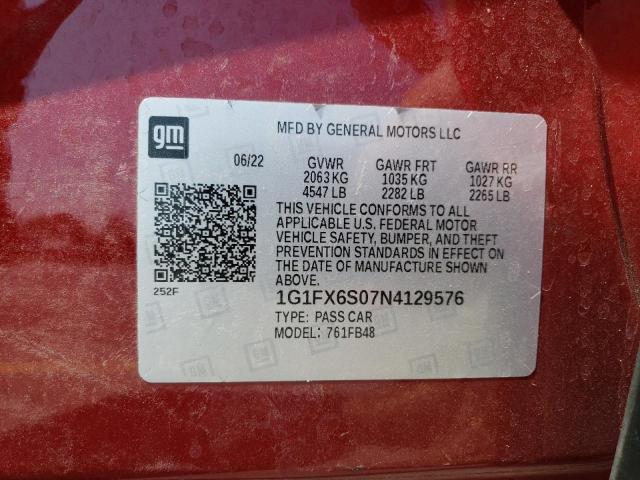 gm
MFD BY GENERAL MOTORS LLC
06/22 GVWR GAWR FRT GAWR RR
2063 KG 1035 KG 1027 KG
4547 LB 2282 LB 2265 LB
THIS VEHICLE CONFORMS TO ALL
APPLICABLE U.S. FEDERAL MOTOR
VEHICLE SAFETY, BUMPER, AND THEFT
PREVENTION STANDARDS IN EFFECT ON
THE DATE OF MANUFACTURE SHOWN
ABOVE.
252F
1G1FX6S07N4129576
TYPE: PASS CAR
MODEL: 761FB48